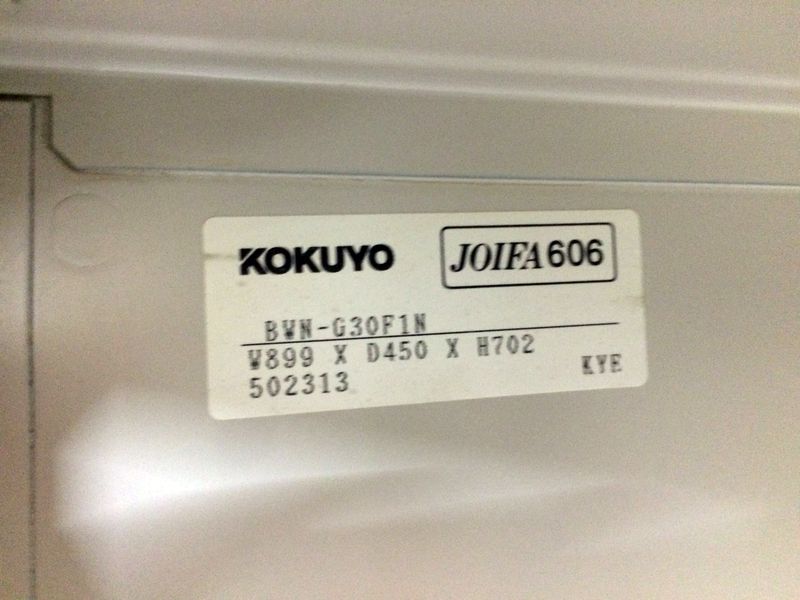 KOKUYO
JOIFA606
BWN-G30F1N
W899 X D450 X H702
502313
KYE